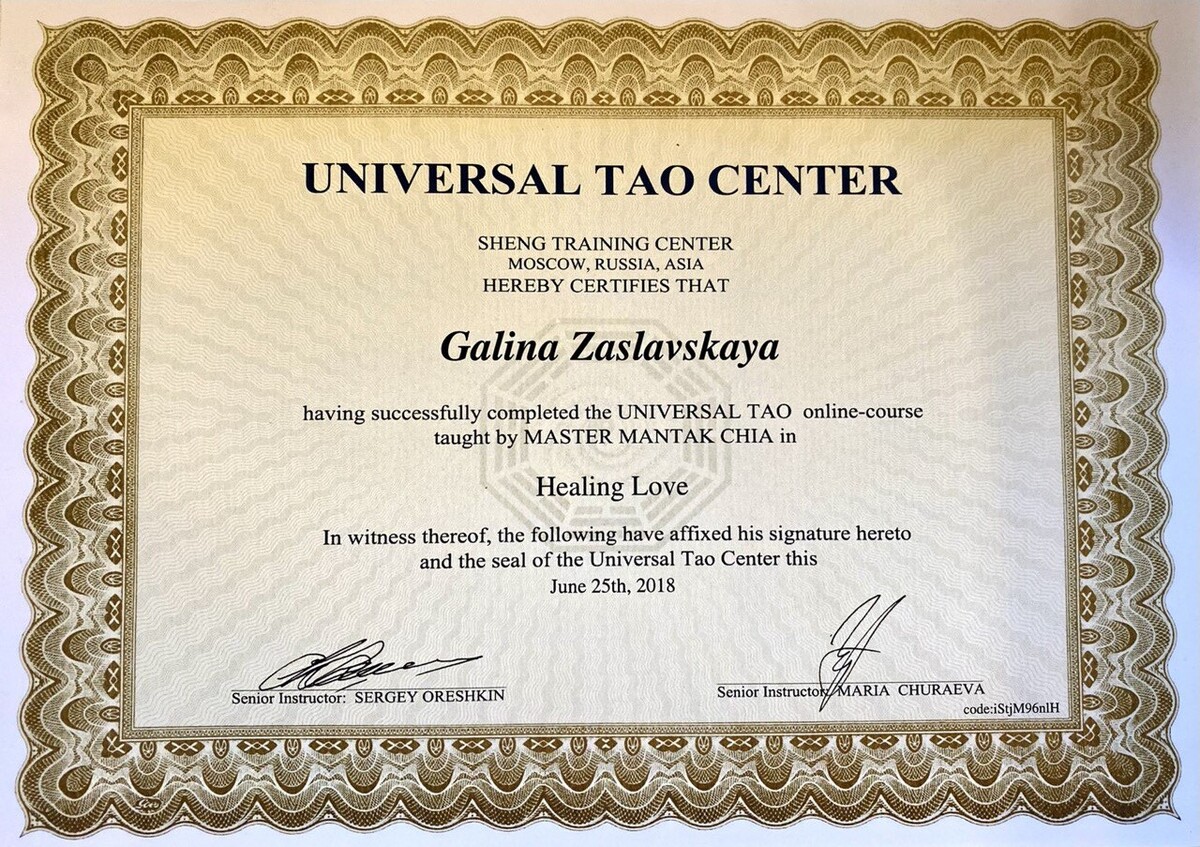 UNIVERSAL TAO CENTER
SHENG TRAINING CENTER
MOSCOW, RUSSIA, ASIA
HEREBY CERTIFIES THAT
Galina Zaslavskaya
having successfully completed the UNIVERSAL TAO online-course
taught by MASTER MANTAK CHIA in
Healing Love
In witness thereof, the following have affixed his signature hereto
and the seal of the Universal Tao Center this
June 25th, 2018
Senior Instructor: SERGEY ORESHKIN
Senior Instructor: MARIA CHURAEVA
code:iStjM96nlH